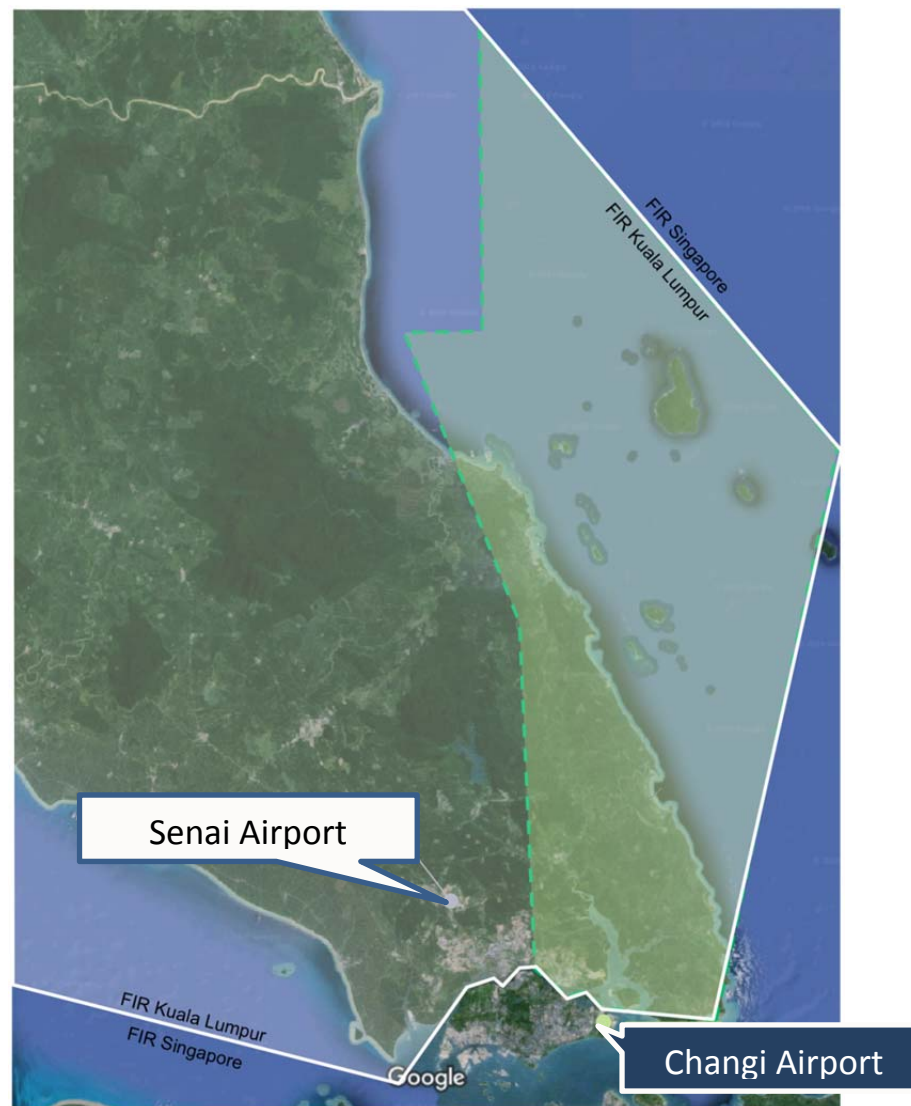 FIR Singapore
FIR Kuala Lumpur
Senai Airport
FIR Kuala Lumpur
FIR Singapore
Google
Changi Airport